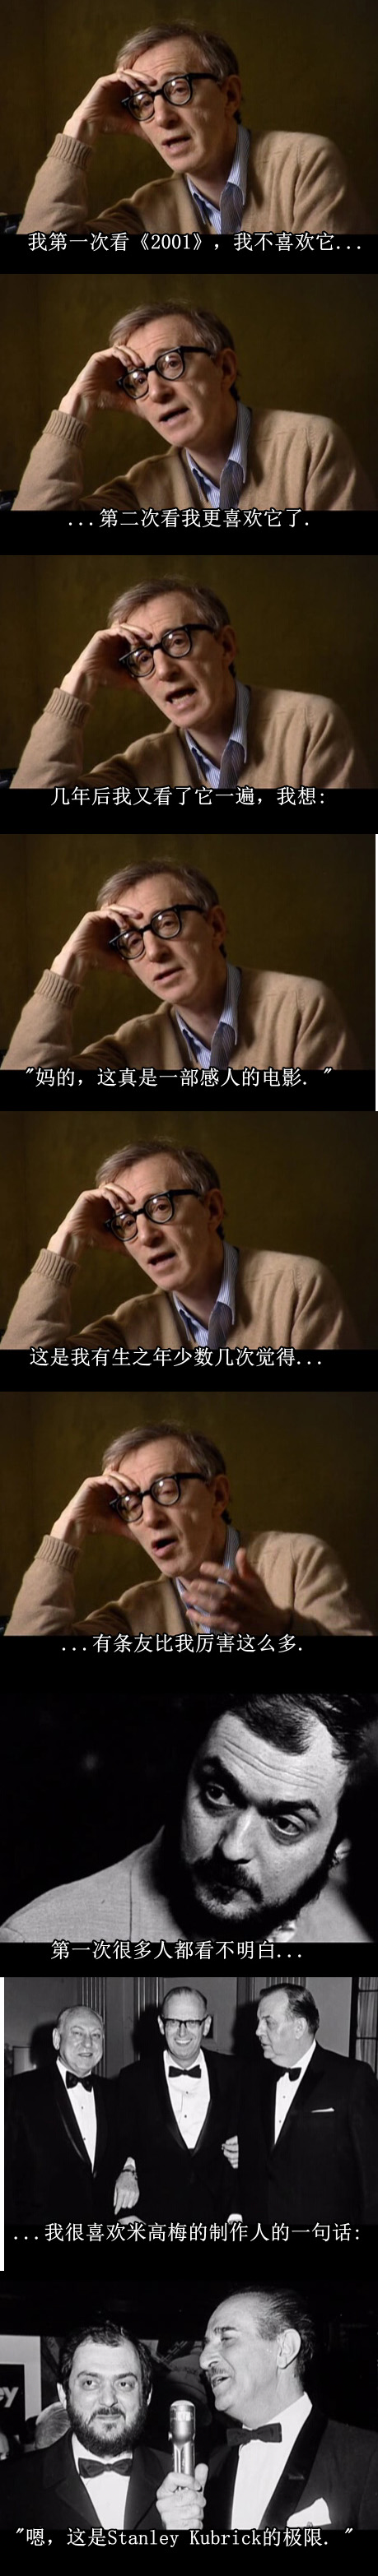 我第一次看《2001》，我不喜欢它...
...第二次看我更喜欢它了.
几年后我又看了它一遍，我想:
"妈的，这真是一部感人的电影. "
这是我有生之年少数几次觉得...
...有条友比我厉害这么多.
第一次很多人都看不明白...
...我很喜欢米高梅的制作人的一句话:
ey
"嗯，这是Stanley Kubrick的极限. "